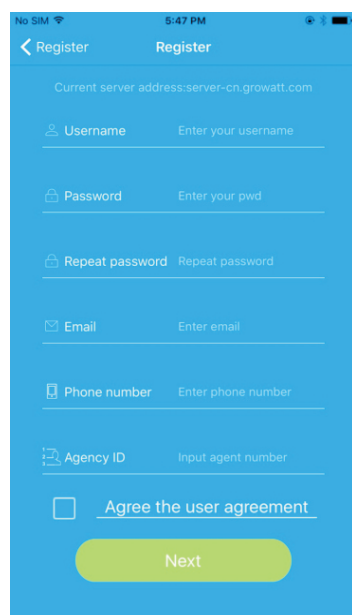 No SIM 5:47 PM
Register Register
Current server address:server-cn.growatt.com
Username Enter your username
Password Enter your pwd
Repeat password Repeat password
Email Enter email
Phone number Enter phone number
Agency ID Input agent number
Agree the user agreement
Next